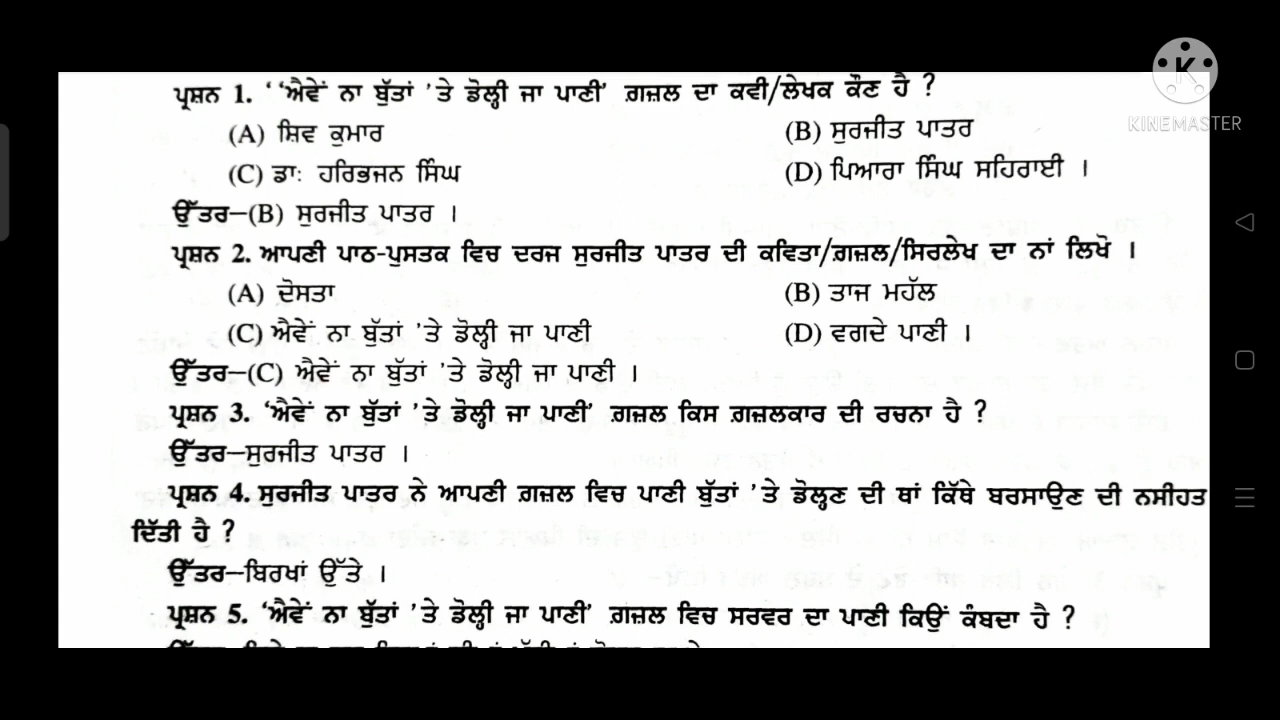 KINEMASTER
ਪ੍ਰਸ਼ਨ 1. ‘‘ਐਵੇਂ ਨਾ ਬੁੱਤਾਂ ’ਤੇ ਡੋਲ੍ਹੀ ਜਾ ਪਾਣੀ’ ਗ਼ਜ਼ਲ ਦਾ ਕਵੀ/ਲੇਖਕ ਕੌਣ ਹੈ ?
(A) ਸ਼ਿਵ ਕੁਮਾਰ (B) ਸੁਰਜੀਤ ਪਾਤਰ
(C) ਡਾ: ਹਰਿਭਜਨ ਸਿੰਘ (D) ਪਿਆਰਾ ਸਿੰਘ ਸਹਿਰਾਈ ।
ਉੱਤਰ—(B) ਸੁਰਜੀਤ ਪਾਤਰ ।
ਪ੍ਰਸ਼ਨ 2. ਆਪਣੀ ਪਾਠ-ਪੁਸਤਕ ਵਿਚ ਦਰਜ ਸੁਰਜੀਤ ਪਾਤਰ ਦੀ ਕਵਿਤਾ/ਗ਼ਜ਼ਲ/ਸਿਰਲੇਖ ਦਾ ਨਾਂ ਲਿਖੋ ।
(A) ਦੋਸਤਾ (B) ਤਾਜ ਮਹੱਲ
(C) ਐਵੇਂ ਨਾ ਬੁੱਤਾਂ ’ਤੇ ਡੋਲ੍ਹੀ ਜਾ ਪਾਣੀ (D) ਵਗਦੇ ਪਾਣੀ ।
ਉੱਤਰ—(C) ਐਵੇਂ ਨਾ ਬੁੱਤਾਂ ’ਤੇ ਡੋਲ੍ਹੀ ਜਾ ਪਾਣੀ ।
ਪ੍ਰਸ਼ਨ 3. ‘ਐਵੇਂ ਨਾ ਬੁੱਤਾਂ ’ਤੇ ਡੋਲ੍ਹੀ ਜਾ ਪਾਣੀ’ ਗ਼ਜ਼ਲ ਕਿਸ ਗ਼ਜ਼ਲਕਾਰ ਦੀ ਰਚਨਾ ਹੈ ?
ਉੱਤਰ—ਸੁਰਜੀਤ ਪਾਤਰ ।
ਪ੍ਰਸ਼ਨ 4. ਸੁਰਜੀਤ ਪਾਤਰ ਨੇ ਆਪਣੀ ਗ਼ਜ਼ਲ ਵਿਚ ਪਾਣੀ ਬੁੱਤਾਂ ’ਤੇ ਡੋਲ੍ਹਣ ਦੀ ਥਾਂ ਕਿੱਥੇ ਬਰਸਾਉਣ ਦੀ ਨਸੀਹਤ
ਦਿੱਤੀ ਹੈ ?
ਉੱਤਰ—ਬਿਰਖਾਂ ਉੱਤੇ ।
ਪ੍ਰਸ਼ਨ 5. ‘ਐਵੇਂ ਨਾ ਬੁੱਤਾਂ ’ਤੇ ਡੋਲ੍ਹੀ ਜਾ ਪਾਣੀ’ ਗ਼ਜ਼ਲ ਵਿਚ ਸਰਵਰ ਦਾ ਪਾਣੀ ਕਿਉਂ ਕੰਬਦਾ ਹੈ ?